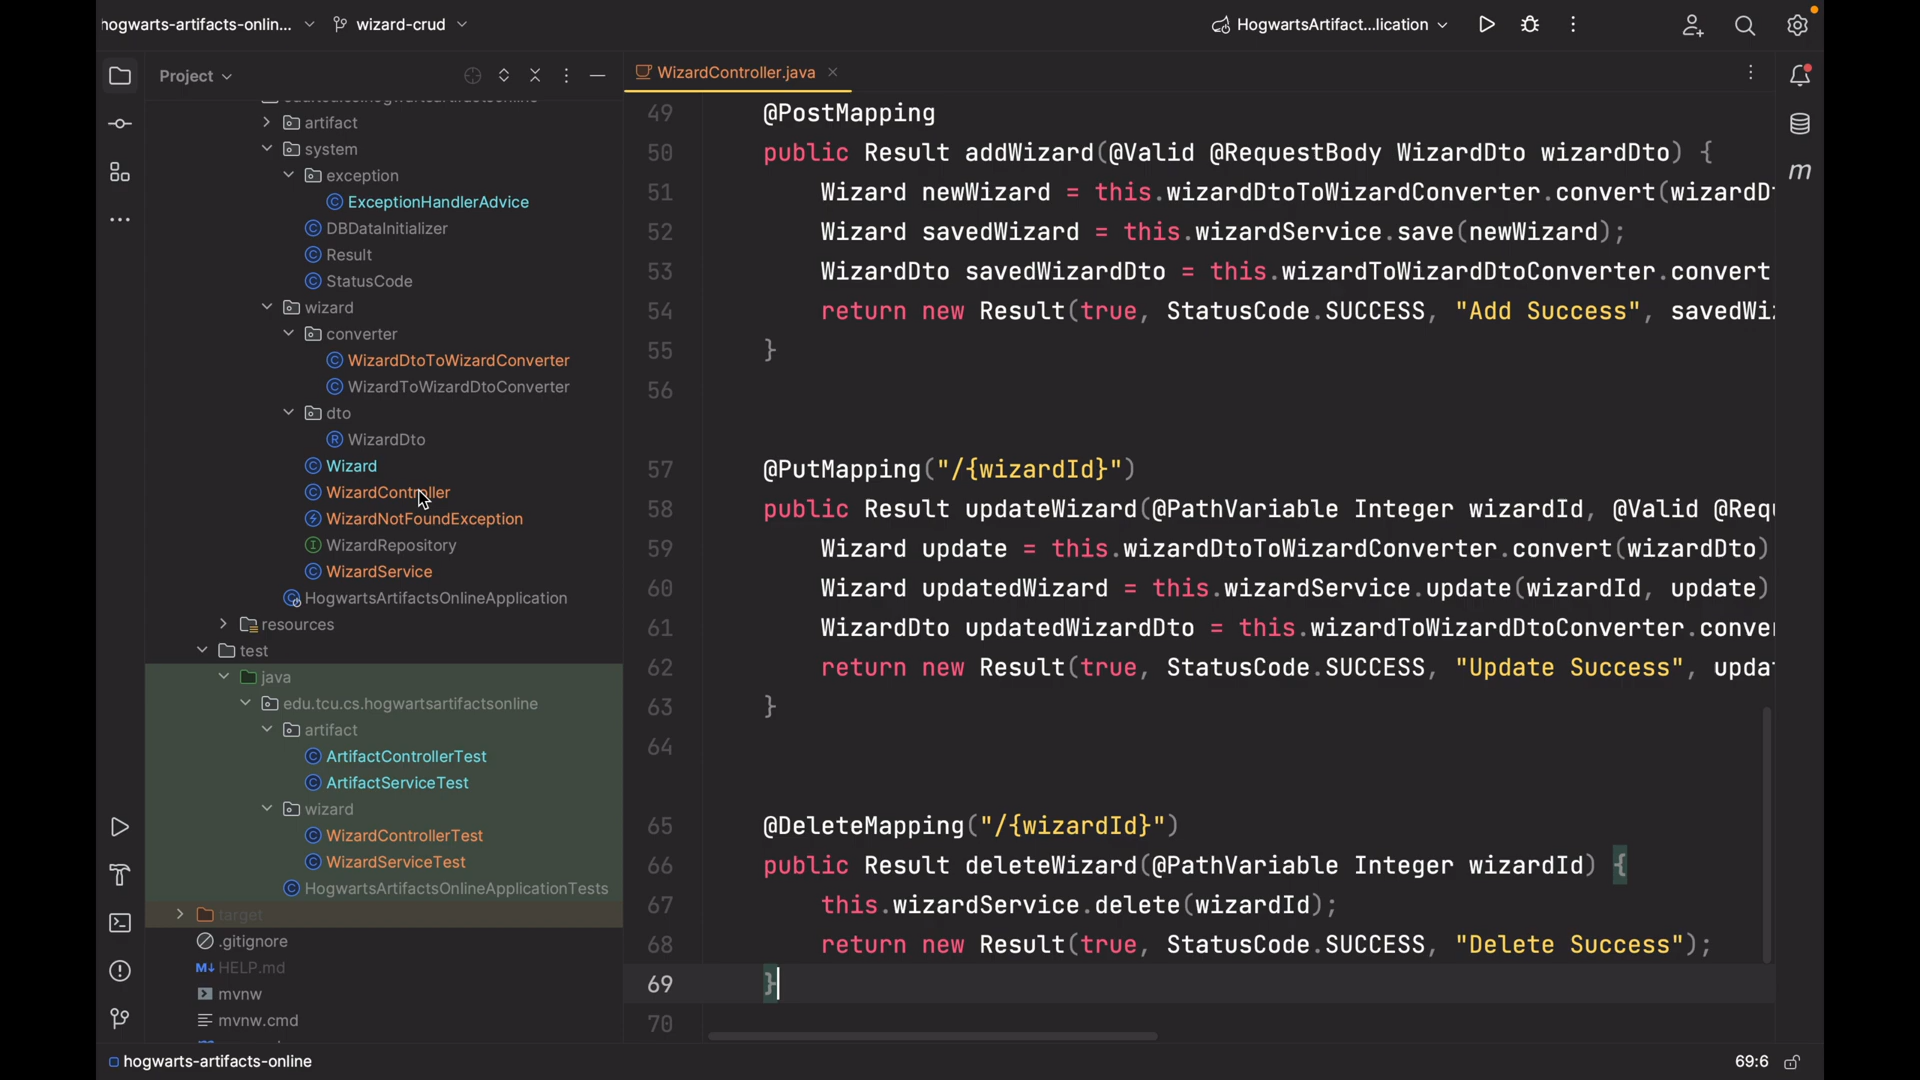 hogwarts-artifacts-onlin...
wizard-crud
HogwartsArtifact...lication
Project
artifact
system
exception
ExceptionHandlerAdvice
DBDataInitializer
Result
StatusCode
wizard
converter
WizardDtoToWizardConverter
WizardToWizardDtoConverter
dto
WizardDto
Wizard
WizardController
WizardNotFoundException
WizardRepository
WizardService
HogwartsArtifactsOnlineApplication
resources
test
java
edu.tcu.cs.hogwartsartifactsonline
artifact
ArtifactControllerTest
ArtifactServiceTest
wizard
WizardControllerTest
WizardServiceTest
HogwartsArtifactsOnlineApplicationTests
target
.gitignore
HELP.md
mvnw
mvnw.cmd
WizardController.java
49 @PostMapping
50 public Result addWizard(@Valid @RequestBody WizardDto wizardDto) {
51 Wizard newWizard = this.wizardDtoToWizardConverter.convert(wizardD
52 Wizard savedWizard = this.wizardService.save(newWizard);
53 WizardDto savedWizardDto = this.wizardToWizardDtoConverter.convert
54 return new Result(true, StatusCode.SUCCESS, "Add Success", savedWi
55 }
56
57 @PutMapping("/{wizardId}")
58 public Result updateWizard(@PathVariable Integer wizardId, @Valid @Requ
59 Wizard update = this.wizardDtoToWizardConverter.convert(wizardDto)
60 Wizard updatedWizard = this.wizardService.update(wizardId, update)
61 WizardDto updatedWizardDto = this.wizardToWizardDtoConverter.conve
62 return new Result(true, StatusCode.SUCCESS, "Update Success", upda
63 }
64
65 @DeleteMapping("/{wizardId}")
66 public Result deleteWizard(@PathVariable Integer wizardId) {
67 this.wizardService.delete(wizardId);
68 return new Result(true, StatusCode.SUCCESS, "Delete Success");
69 }
70
hogwarts-artifacts-online
69:6